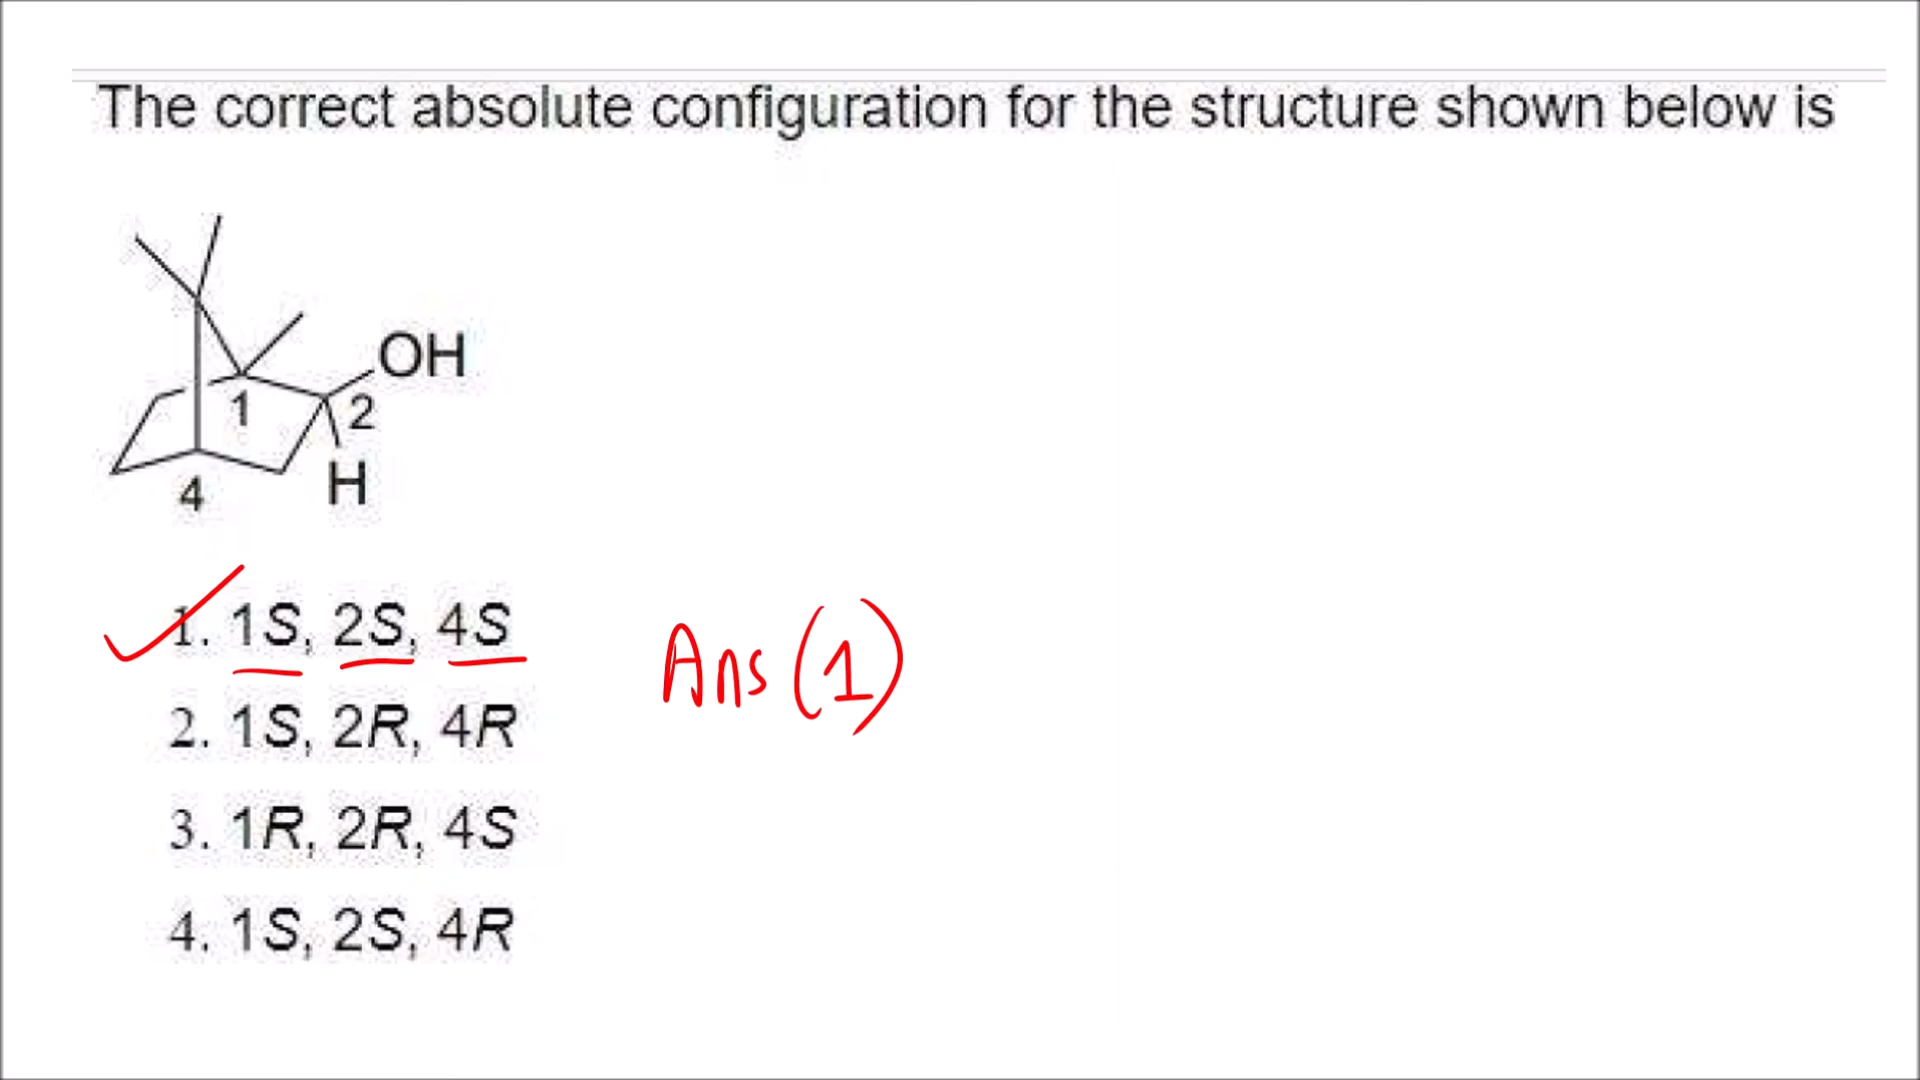 The correct absolute configuration for the structure shown below is
OH
1
2
4
H
1. 1S, 2S, 4S
Ans (1)
2. 1S, 2R, 4R
3. 1R, 2R, 4S
4. 1S, 2S, 4R